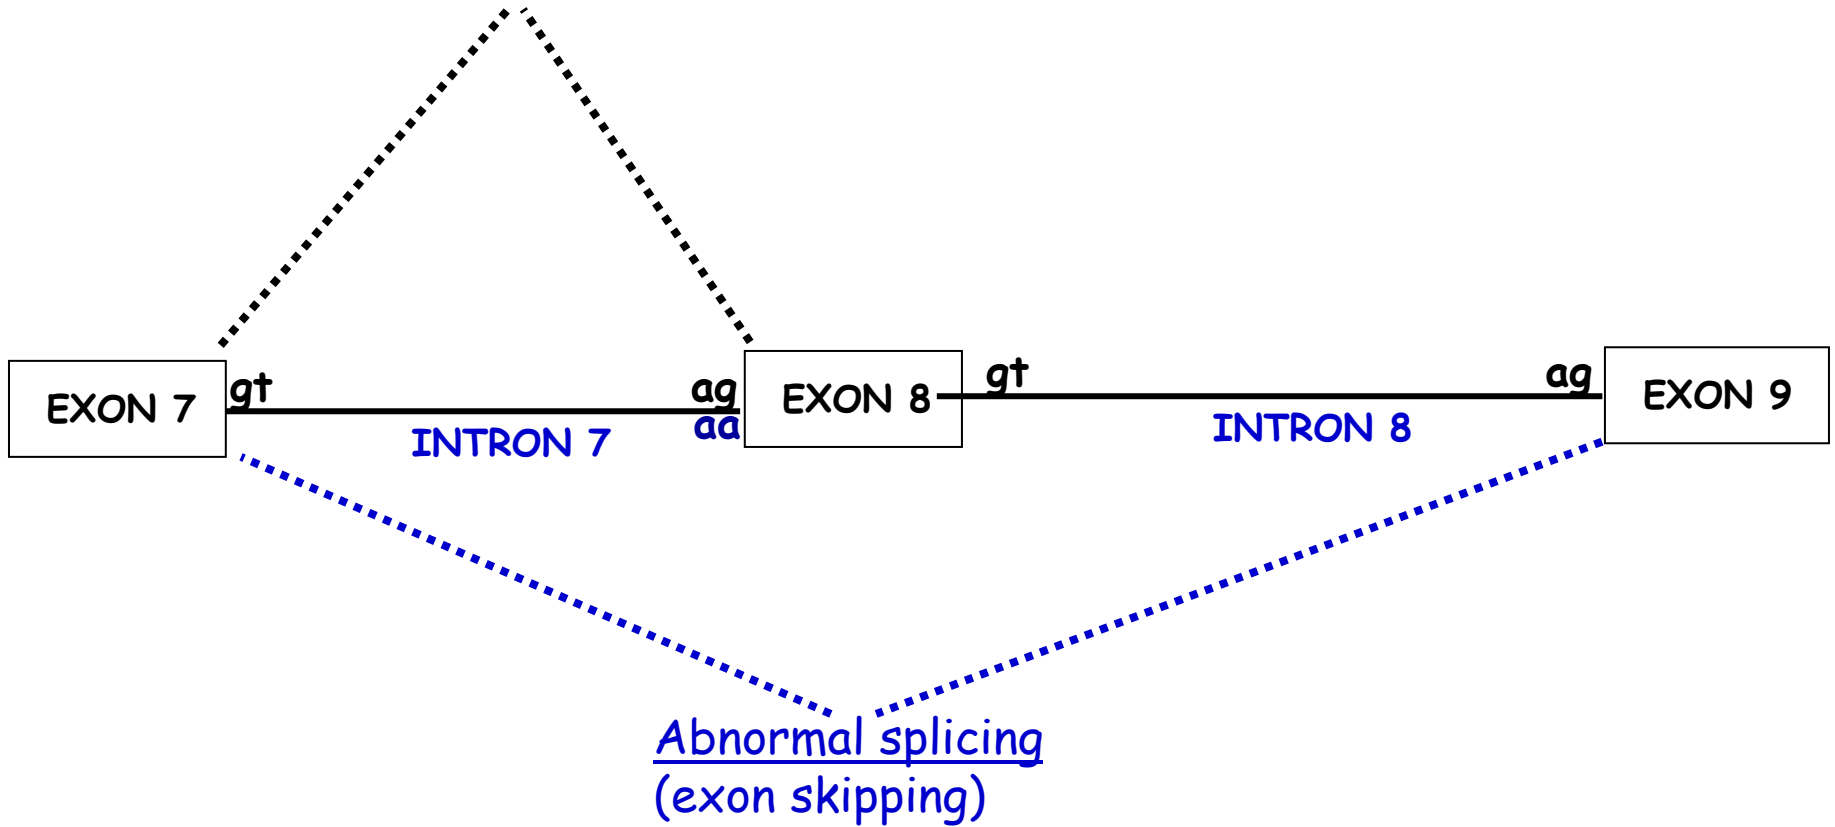 EXON 7
gt
ag
aa
INTRON 7
EXON 8
gt
ag
INTRON 8
EXON 9
Abnormal splicing
(exon skipping)